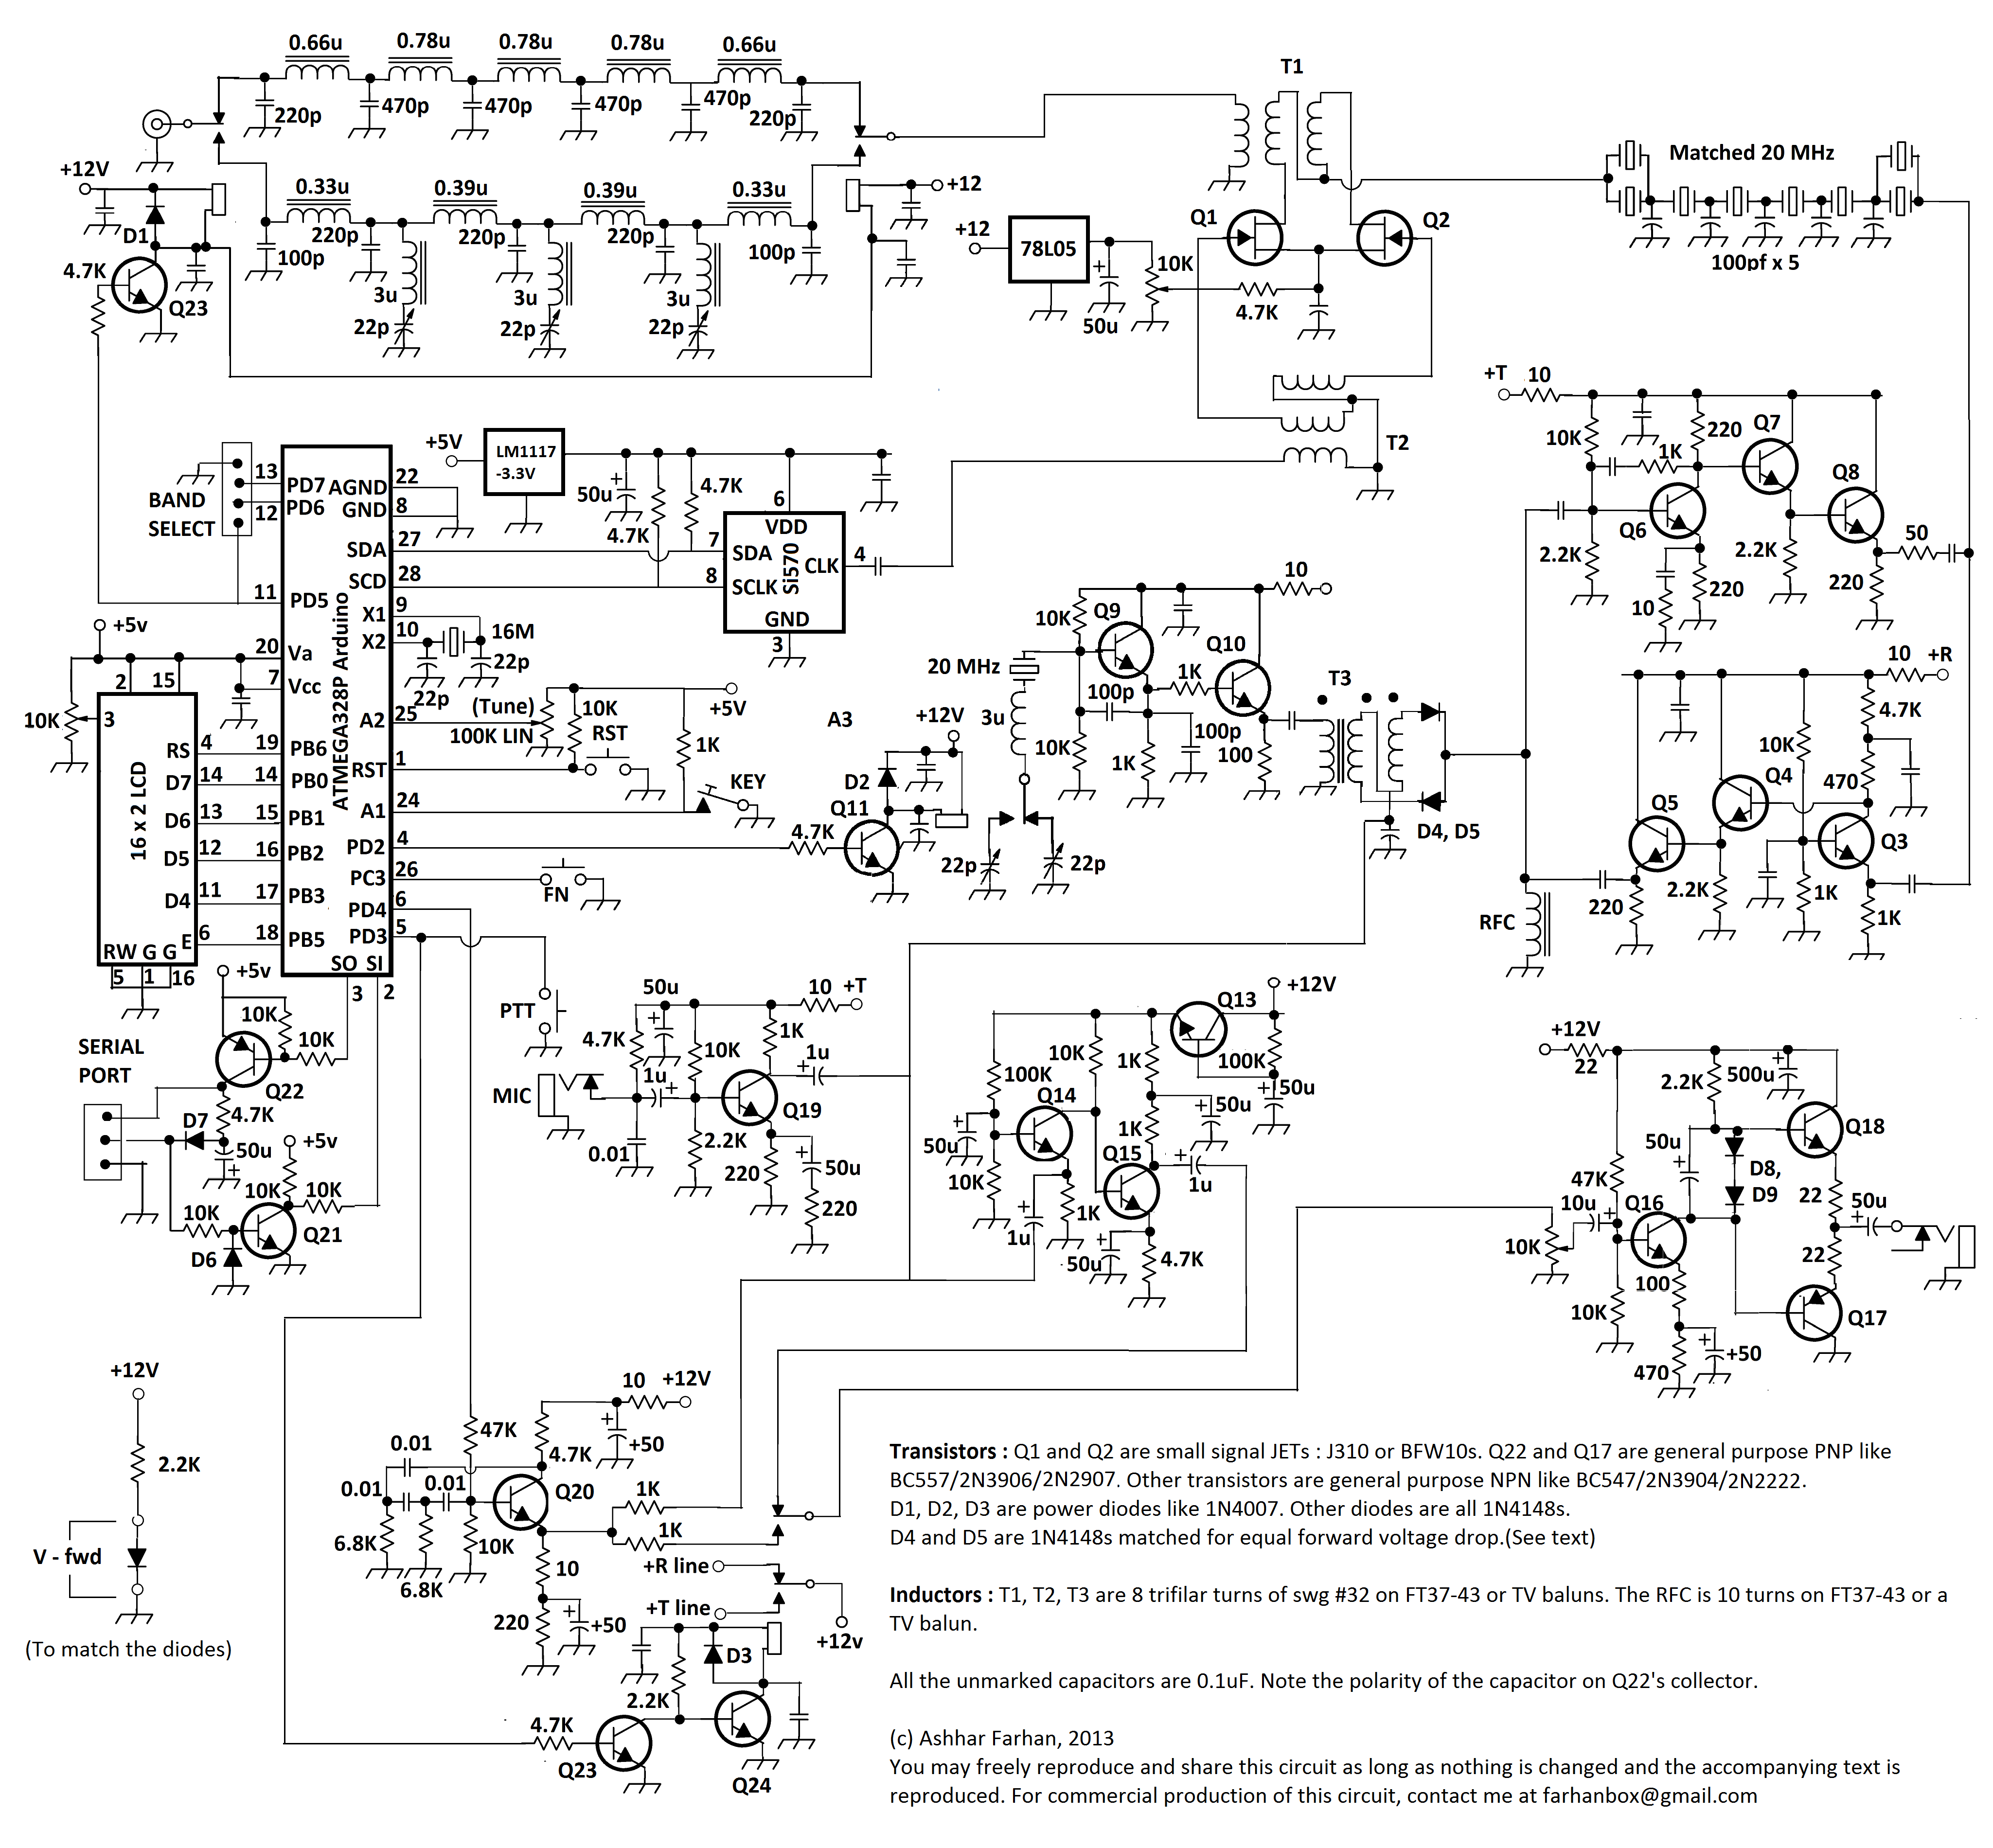 0.66u 0.78u 0.78u 0.78u 0.66u
220p 470p 470p 470p 470p 220p
T1
Matched 20 MHz
100pf x 5
+12V
D1
4.7K
Q23
0.33u 0.39u 0.39u 0.33u
100p 220p 220p 220p 100p
3u 3u 3u
22p 22p 22p
+12
+12
78L05
50u
10K
4.7K
Q1
Q2
T2
BAND
SELECT
13
12
11
PD7
PD6
PD5
20
Va
7
Vcc
19
PB6
14
PB0
15
PB1
16
PB2
17
PB3
18
PB5
ATMEGA328P Arduino
AGND
22
GND
8
SDA
27
SCD
28
X1
9
X2
10
A2
25
RST
1
A1
24
PD2
4
PC3
26
PD4
6
PD3
5
SO SI
3 2
+5v
10K
2
15
3
16 x 2 LCD
RS 4
D7 14
D6 13
D5 12
D4 11
E 6
RW G G
5 1 16
+5V
LM1117
-3.3V
50u
4.7K
4.7K
6
VDD
7
SDA
8
SCLK
Si570
CLK
4
GND
3
16M
22p
22p
(Tune)
100K LIN
10K
RST
+5V
1K
KEY
FN
A3
+12V
D2
Q11
4.7K
20 MHz
3u
22p
22p
10K
Q9
100p
10K
1K
1K
100p
Q10
10
100
T3
D4, D5
+T
10
10K
1K
220
Q7
Q8
Q6
2.2K
10
220
2.2K
50
220
10
+R
4.7K
10K
470
Q4
Q5
Q3
220
2.2K
1K
1K
RFC
SERIAL
PORT
+5v
10K
10K
Q22
4.7K
D7
50u
+5v
10K
10K
10K
Q21
D6
PTT
MIC
50u
4.7K
10K
1K
10
+T
1u
1u
0.01
2.2K
Q19
220
50u
220
Q13
+12V
100K
50u
100K
10K
1K
Q14
50u
10K
1K
50u
Q15
1u
1u
1K
50u
4.7K
+12V
22
2.2K
500u
Q18
50u
D8,
D9
47K
10u
Q16
10K
22
50u
22
10K
100
470
+50
Q17
+12V
2.2K
V - fwd
(To match the diodes)
47K
0.01
0.01
0.01
6.8K
6.8K
10K
Q20
4.7K
10
+12V
+50
1K
1K
10
220
+50
+R line
+T line
+12v
D3
2.2K
4.7K
Q23
Q24
Transistors : Q1 and Q2 are small signal JETs : J310 or BFW10s. Q22 and Q17 are general purpose PNP like
BC557/2N3906/2N2907. Other transistors are general purpose NPN like BC547/2N3904/2N2222.
D1, D2, D3 are power diodes like 1N4007. Other diodes are all 1N4148s.
D4 and D5 are 1N4148s matched for equal forward voltage drop.(See text)
Inductors : T1, T2, T3 are 8 trifilar turns of swg #32 on FT37-43 or TV baluns. The RFC is 10 turns on FT37-43 or a
TV balun.
All the unmarked capacitors are 0.1uF. Note the polarity of the capacitor on Q22's collector.
(c) Ashhar Farhan, 2013
You may freely reproduce and share this circuit as long as nothing is changed and the accompanying text is
reproduced. For commercial production of this circuit, contact me at farhanbox@gmail.com